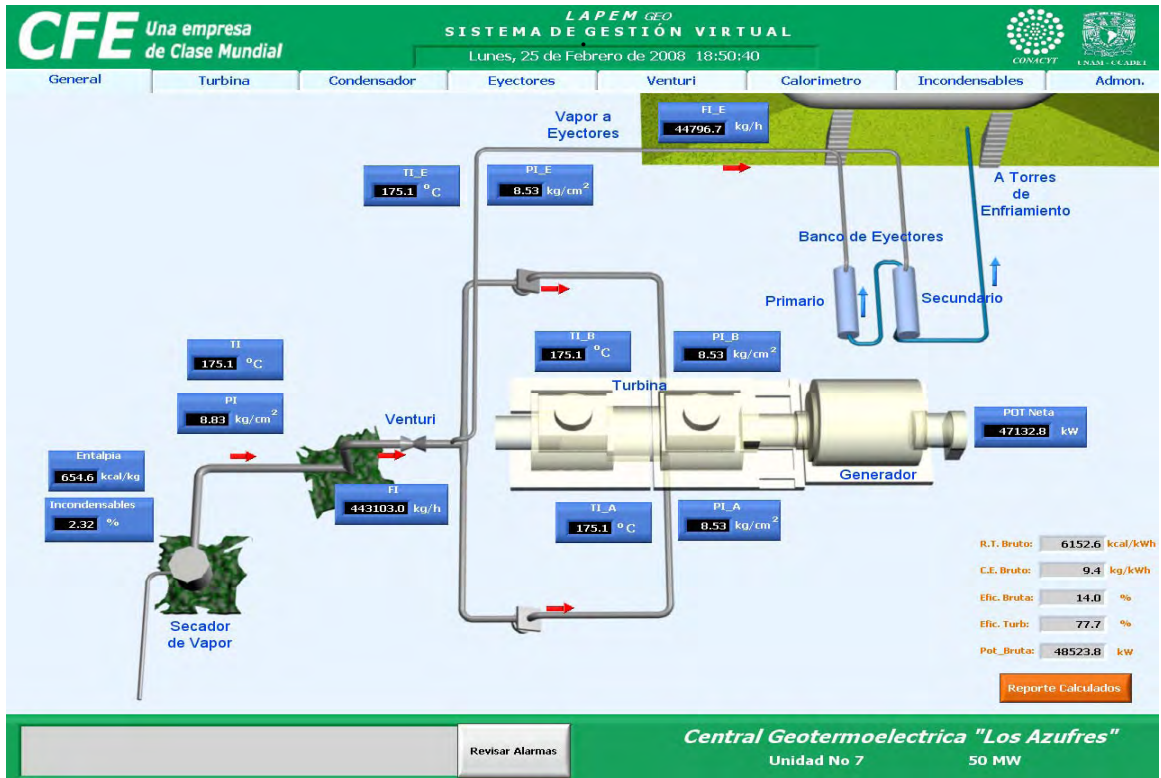 CFE Una empresa
de Clase Mundial
LAPEM GEO
SISTEMA DE GESTIÓN VIRTUAL
Lunes, 25 de Febrero de 2008 18:50:40
CONACYT
UNAM - CCADET
General Turbina Condensador Eyectores Venturi Calorimetro Incondensables Admon.
Vapor a
Eyectores
FI_E
44796.7 kg/h
TI_E
175.1 °C
PI_E
8.53 kg/cm2
A Torres
de
Enfriamiento
Banco de Eyectores
Primario
Secundario
TI
175.1 °C
PI
8.83 kg/cm2
TI_B
175.1 °C
PI_B
8.53 kg/cm2
Turbina
Venturi
POT Neta
47132.8 kW
Entalpia
654.6 kcal/kg
Incondensables
2.32 %
FI
443103.0 kg/h
Generador
TI_A
175.1 °C
PI_A
8.53 kg/cm2
Secador
de Vapor
R.T. Bruto: 6152.6 kcal/kWh
C.E. Bruto: 9.4 kg/kWh
Efic. Bruta: 14.0 %
Efic. Turb: 77.7 %
Pot_Bruta: 48523.8 kW
Reporte Calculados
Revisar Alarmas
Central Geotermoelectrica "Los Azufres"
Unidad No 7 50 MW